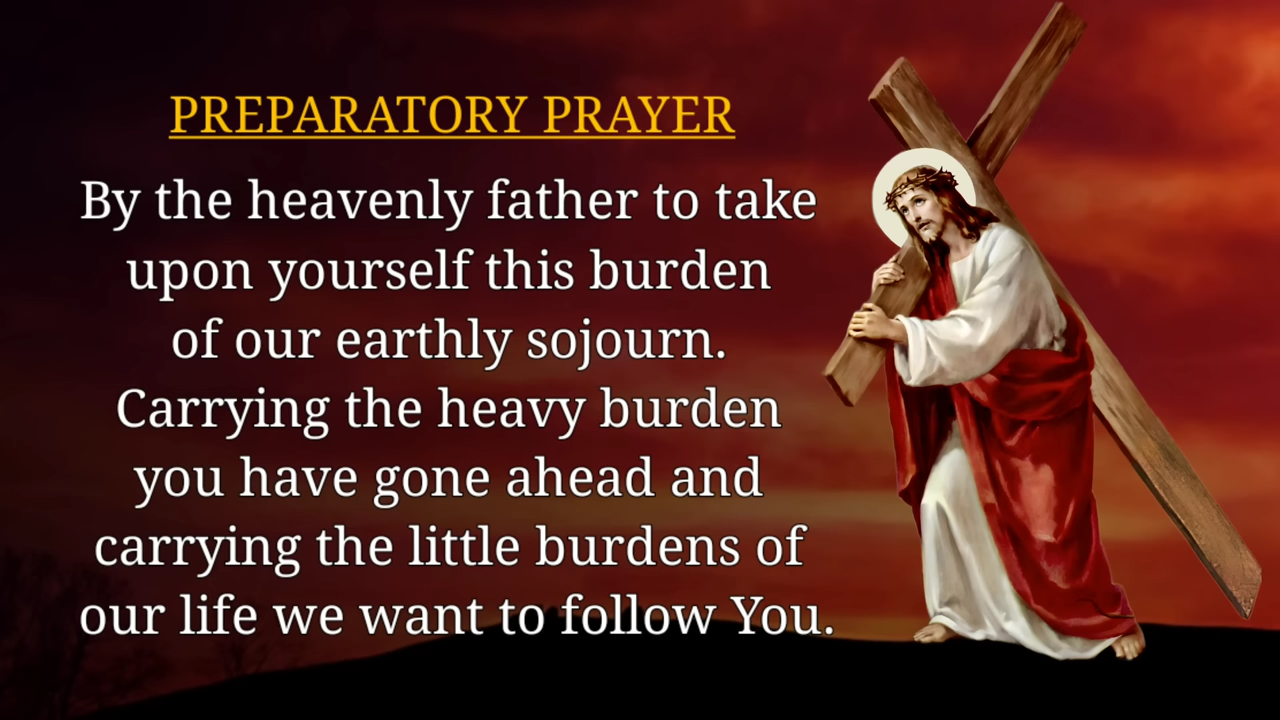 PREPARATORY PRAYER
By the heavenly father to take
upon yourself this burden
of our earthly sojourn.
Carrying the heavy burden
you have gone ahead and
carrying the little burdens of
our life we want to follow You.